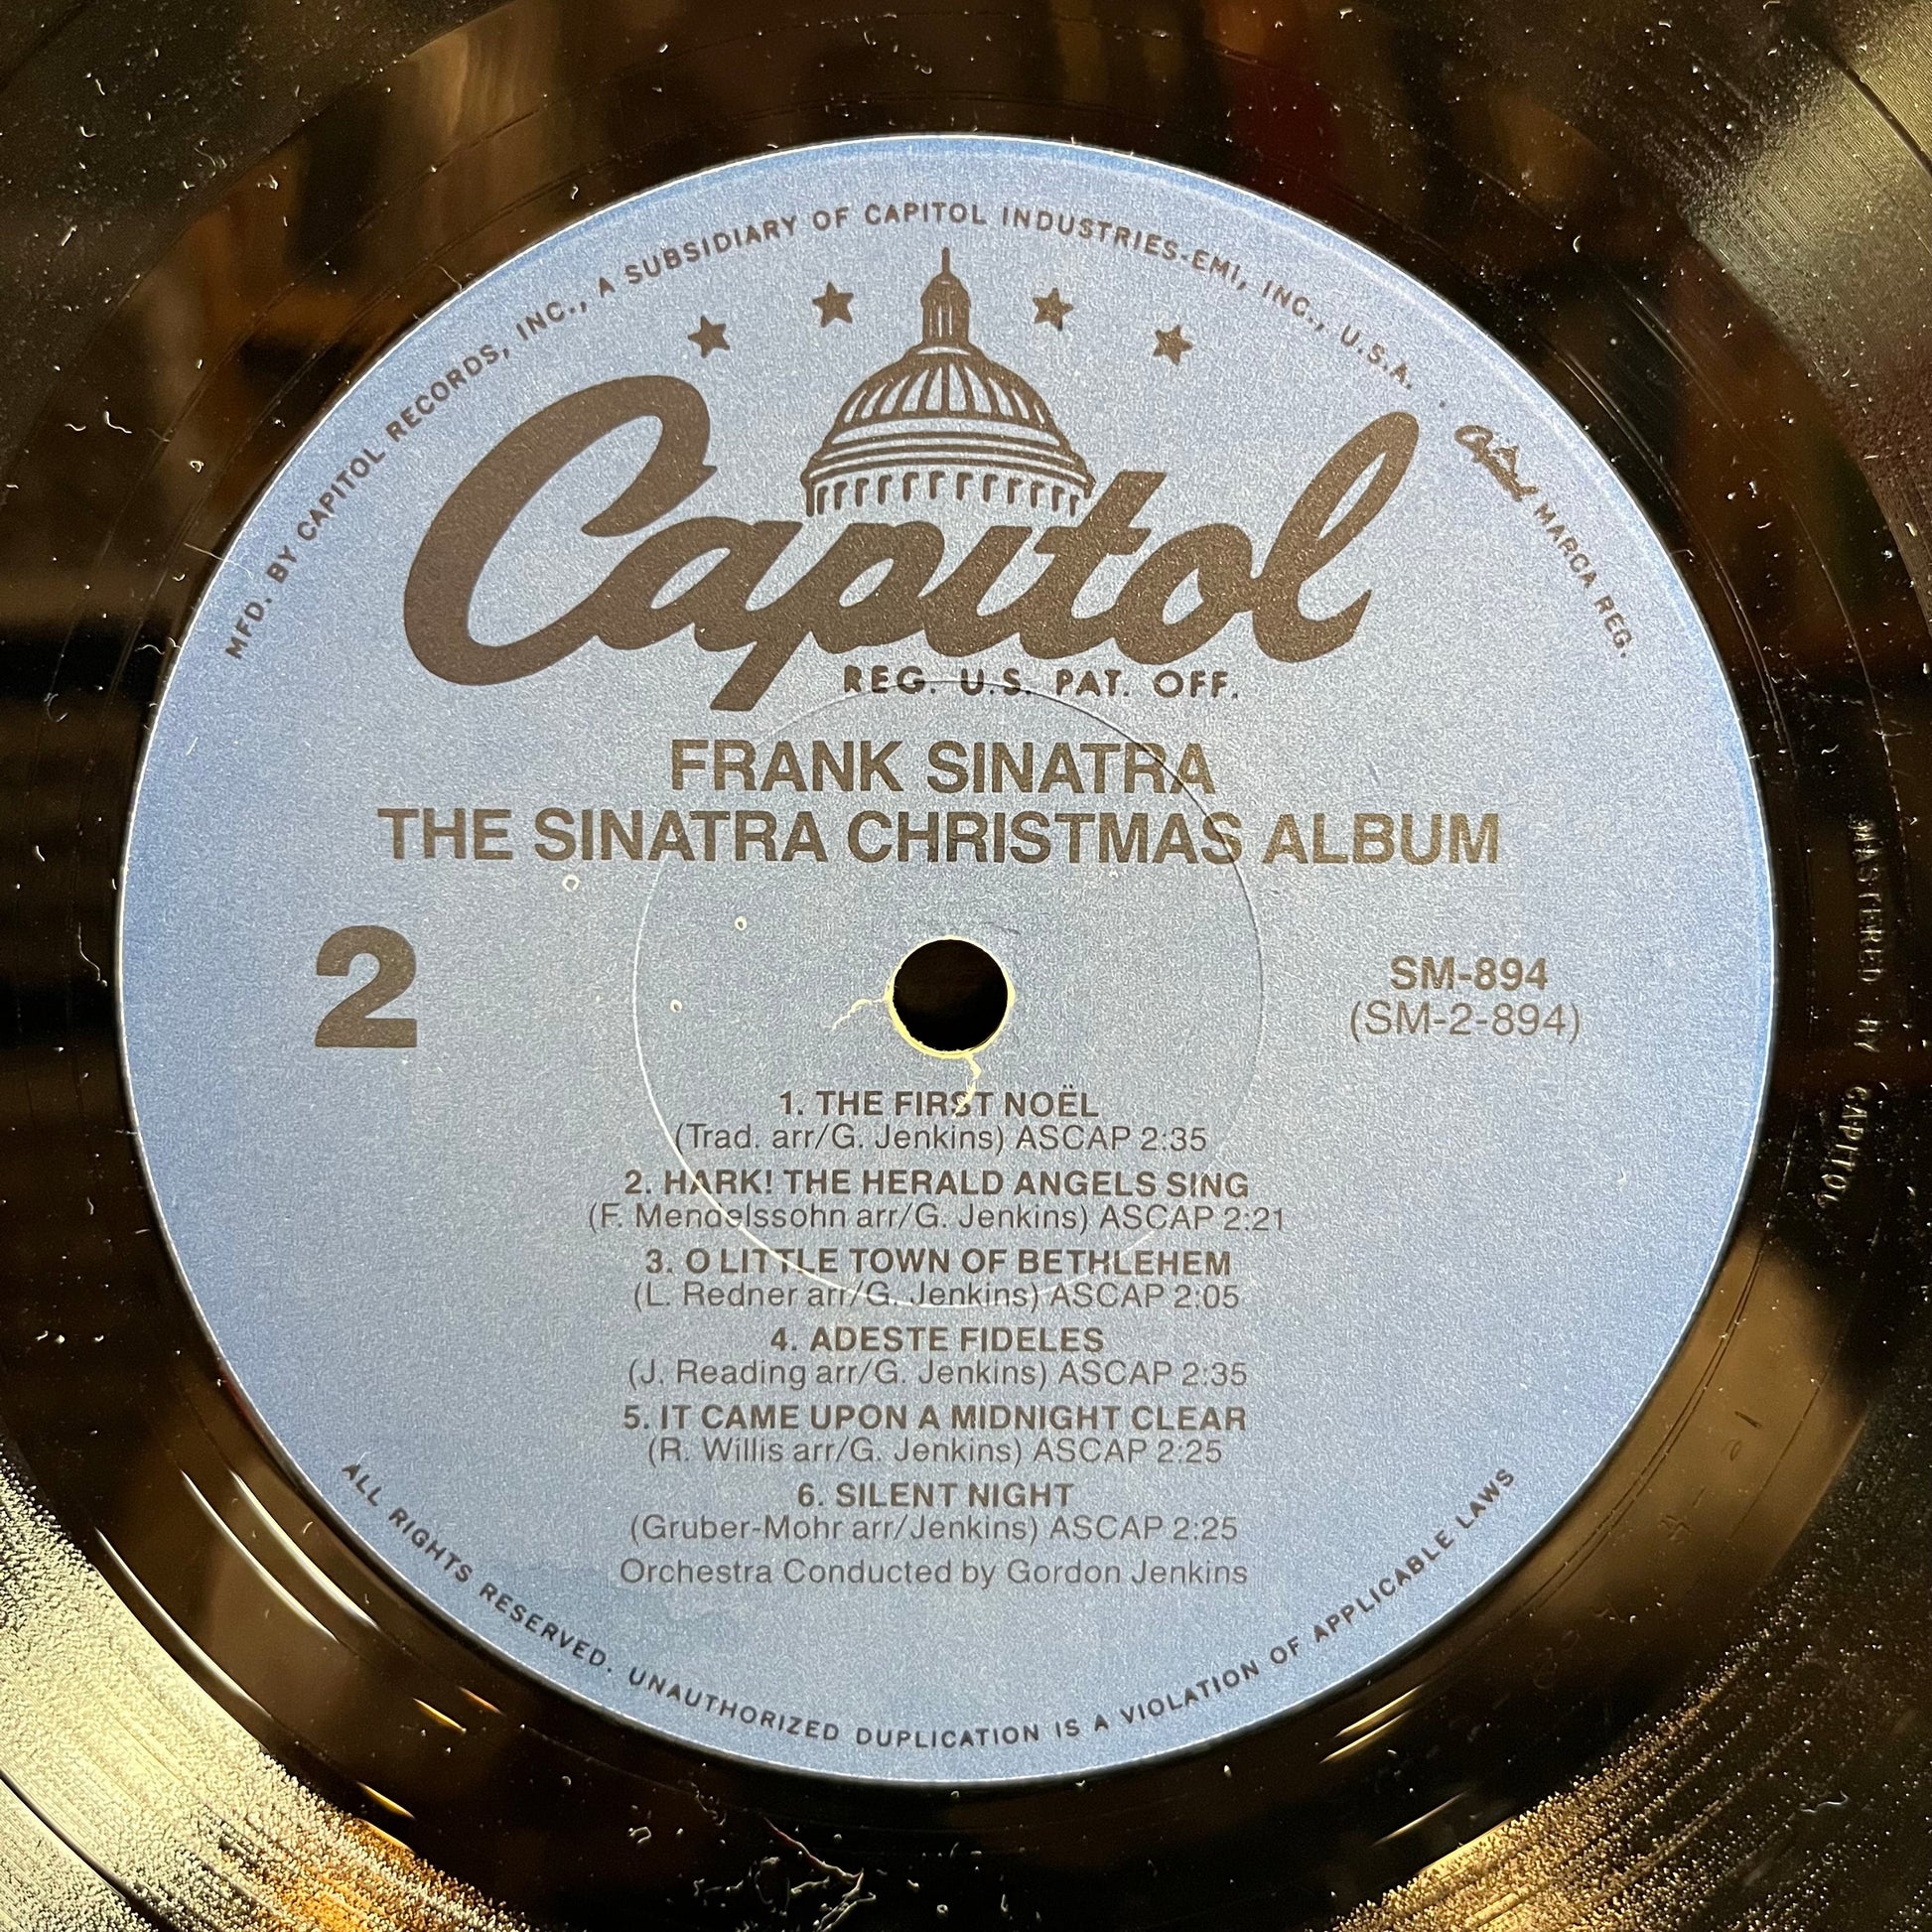 MFD. BY CAPITOL RECORDS, INC., A SUBSIDIARY OF CAPITOL INDUSTRIES-EMI, INC., U.S.A. Capitol MARCA REG.
Capitol
REG. U.S. PAT. OFF.
FRANK SINATRA
THE SINATRA CHRISTMAS ALBUM
2
SM-894
(SM-2-894)
1. THE FIRST NOËL
(Trad. arr/G. Jenkins) ASCAP 2:35
2. HARK! THE HERALD ANGELS SING
(F. Mendelssohn arr/G. Jenkins) ASCAP 2:21
3. O LITTLE TOWN OF BETHLEHEM
(L. Redner arr/G. Jenkins) ASCAP 2:05
4. ADESTE FIDELES
(J. Reading arr/G. Jenkins) ASCAP 2:35
5. IT CAME UPON A MIDNIGHT CLEAR
(R. Willis arr/G. Jenkins) ASCAP 2:25
6. SILENT NIGHT
(Gruber-Mohr arr/Jenkins) ASCAP 2:25
Orchestra Conducted by Gordon Jenkins
ALL RIGHTS RESERVED. UNAUTHORIZED DUPLICATION IS A VIOLATION OF APPLICABLE LAWS
MASTERED BY CAPITOL